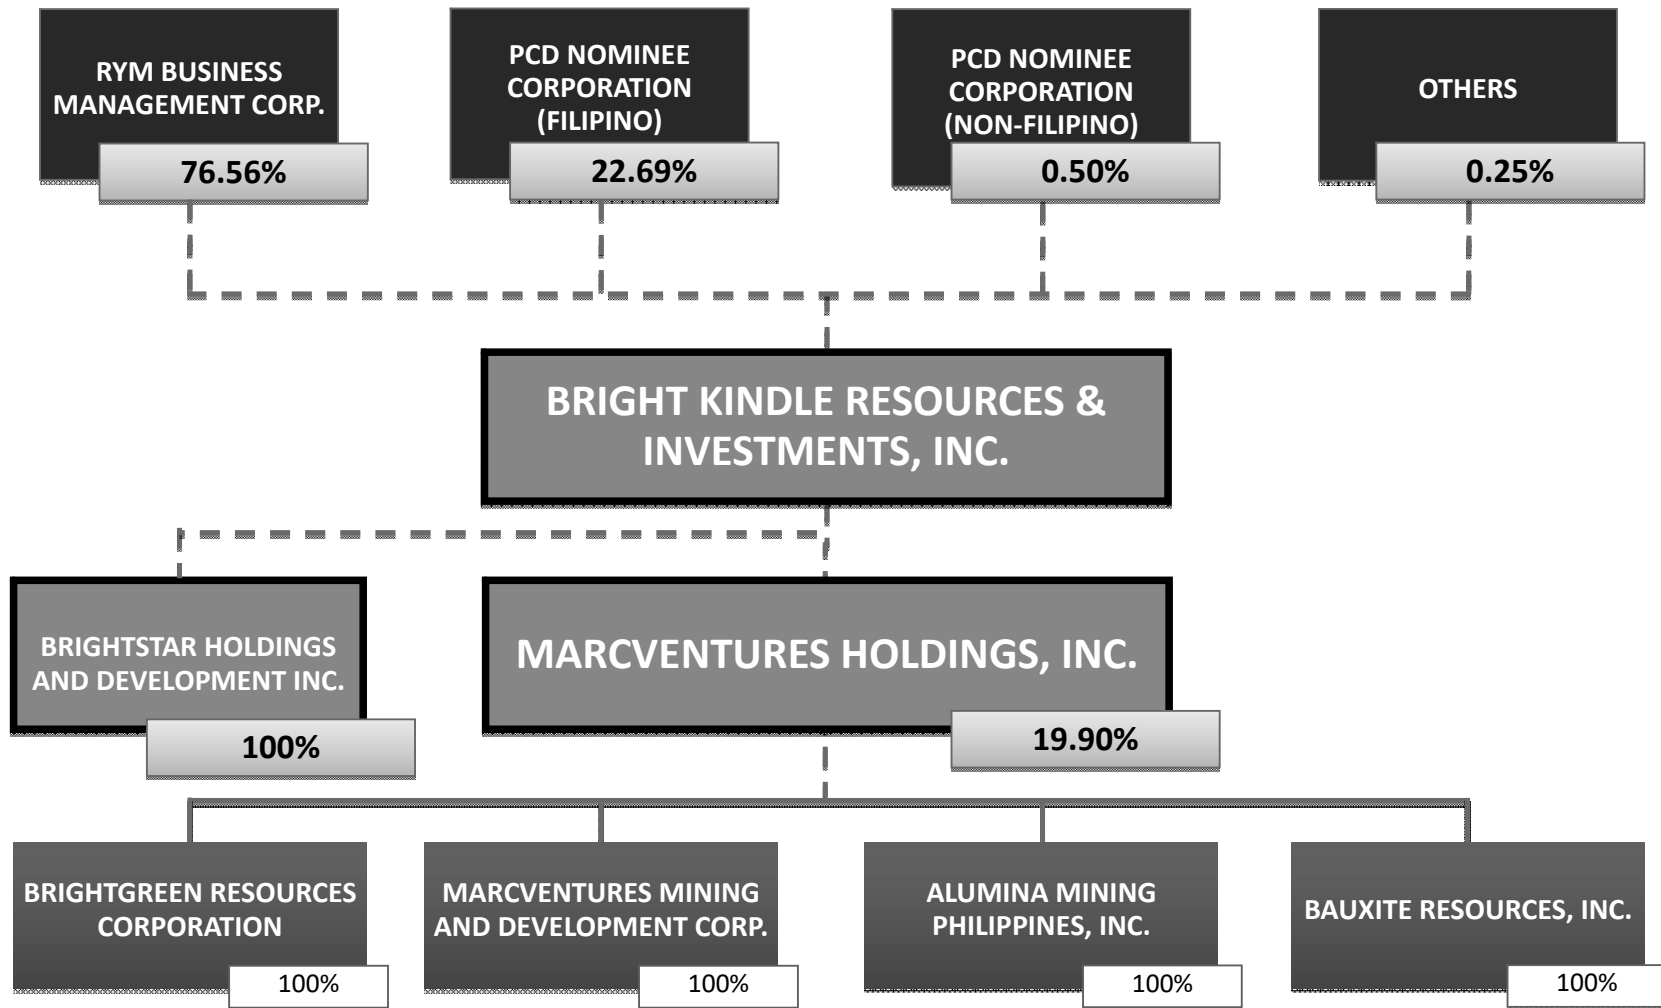 RYM BUSINESS
MANAGEMENT CORP.
76.56%
PCD NOMINEE
CORPORATION
(FILIPINO)
22.69%
PCD NOMINEE
CORPORATION
(NON-FILIPINO)
0.50%
OTHERS
0.25%
BRIGHT KINDLE RESOURCES &
INVESTMENTS, INC.
BRIGHTSTAR HOLDINGS
AND DEVELOPMENT INC.
100%
MARCVENTURES HOLDINGS, INC.
19.90%
BRIGHTGREEN RESOURCES
CORPORATION
100%
MARCVENTURES MINING
AND DEVELOPMENT CORP.
100%
ALUMINA MINING
PHILIPPINES, INC.
100%
BAUXITE RESOURCES, INC.
100%